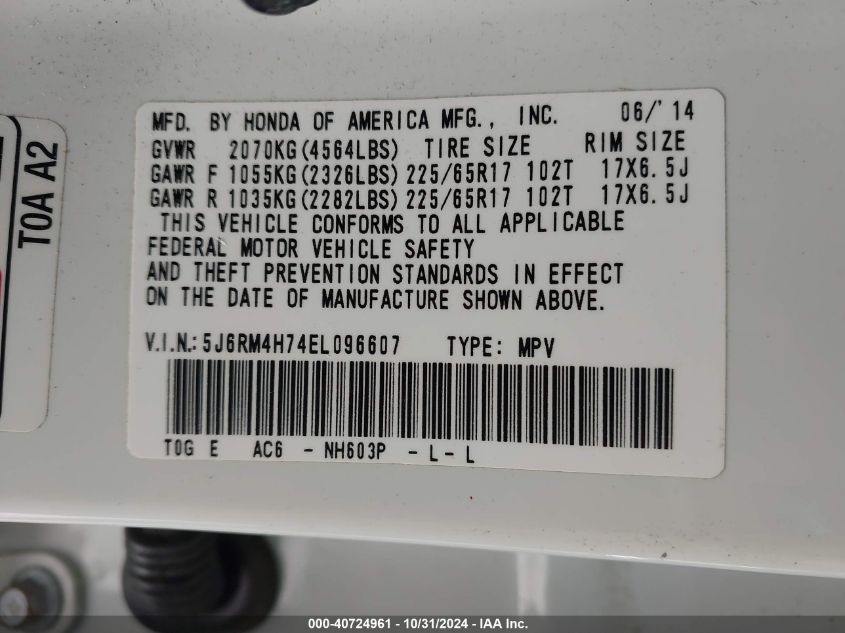 MFD. BY HONDA OF AMERICA MFG., INC. 06/'14
GVWR 2070KG(4564LBS) TIRE SIZE RIM SIZE
GAWR F 1055KG(2326LBS) 225/65R17 102T 17X6.5J
GAWR R 1035KG(2282LBS) 225/65R17 102T 17X6.5J
THIS VEHICLE CONFORMS TO ALL APPLICABLE
FEDERAL MOTOR VEHICLE SAFETY
AND THEFT PREVENTION STANDARDS IN EFFECT
ON THE DATE OF MANUFACTURE SHOWN ABOVE.
V.I.N.: 5J6RM4H74EL096607 TYPE: MPV
T0G E AC6 - NH603P - L - L
T0A A2
000-40724961 - 10/31/2024 - IAA Inc.